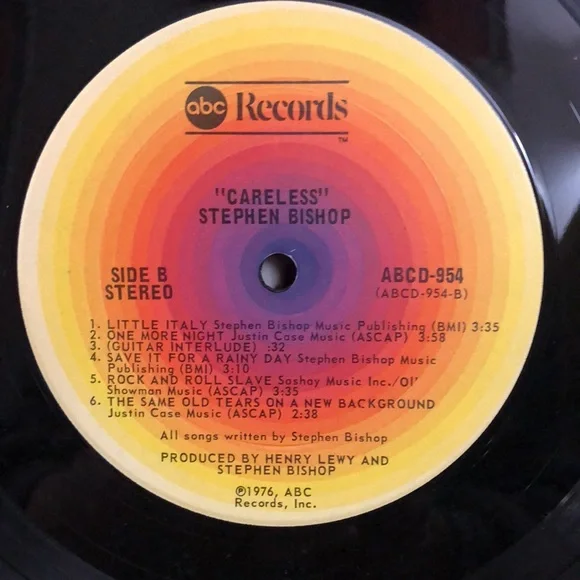 abc Records
TM
"CARELESS"
STEPHEN BISHOP
SIDE B
STEREO
ABCD-954
(ABCD-954-B)
1. LITTLE ITALY Stephen Bishop Music Publishing (BMI) 3:35
2. ONE MORE NIGHT Justin Case Music (ASCAP) 3:58
3. (GUITAR INTERLUDE) :32
4. SAVE IT FOR A RAINY DAY Stephen Bishop Music
Publishing (BMI) 3:10
5. ROCK AND ROLL SLAVE Sashay Music Inc./Ol'
Showman Music (ASCAP) 3:35
6. THE SAME OLD TEARS ON A NEW BACKGROUND
Justin Case Music (ASCAP) 2:38
All songs written by Stephen Bishop
PRODUCED BY HENRY LEWY AND
STEPHEN BISHOP
℗1976, ABC
Records, Inc.